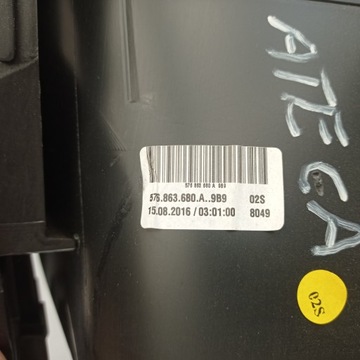 ATECA
576 863 680 A 9B9
576.863.680.A..9B9 02S
15.08.2016 / 03:01:00 8049
02S